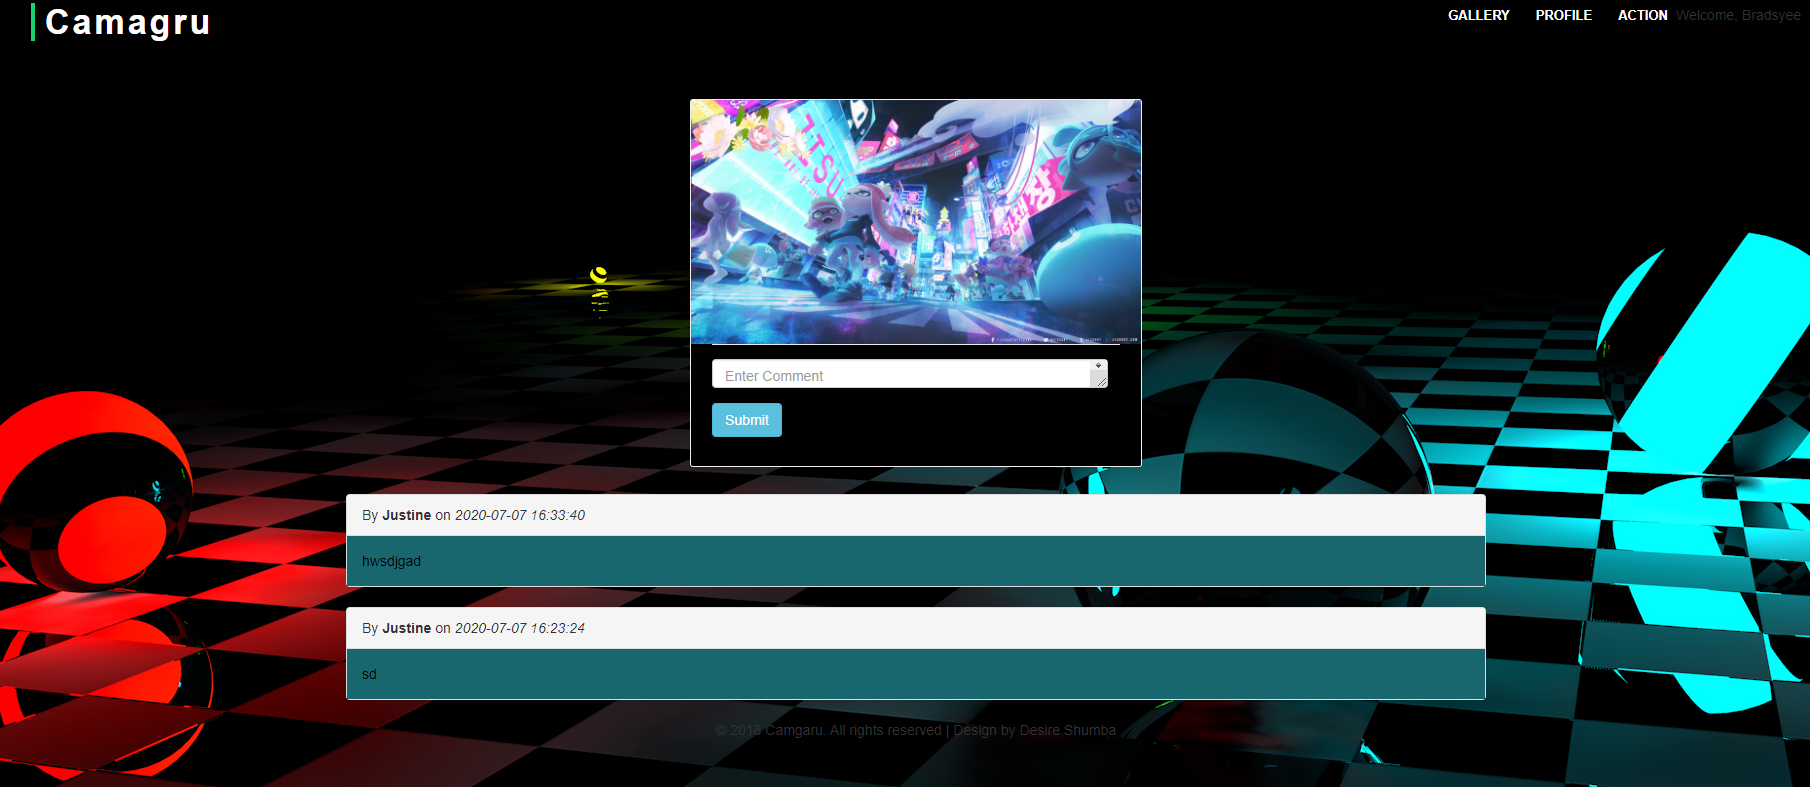 Camagru
GALLERY PROFILE ACTION Welcome, Bradsyee
Enter Comment
Submit
By Justine on 2020-07-07 16:33:40
hwsdjgad
By Justine on 2020-07-07 16:23:24
sd
© 2018 Camgaru. All rights reserved | Design by Desire Shumba